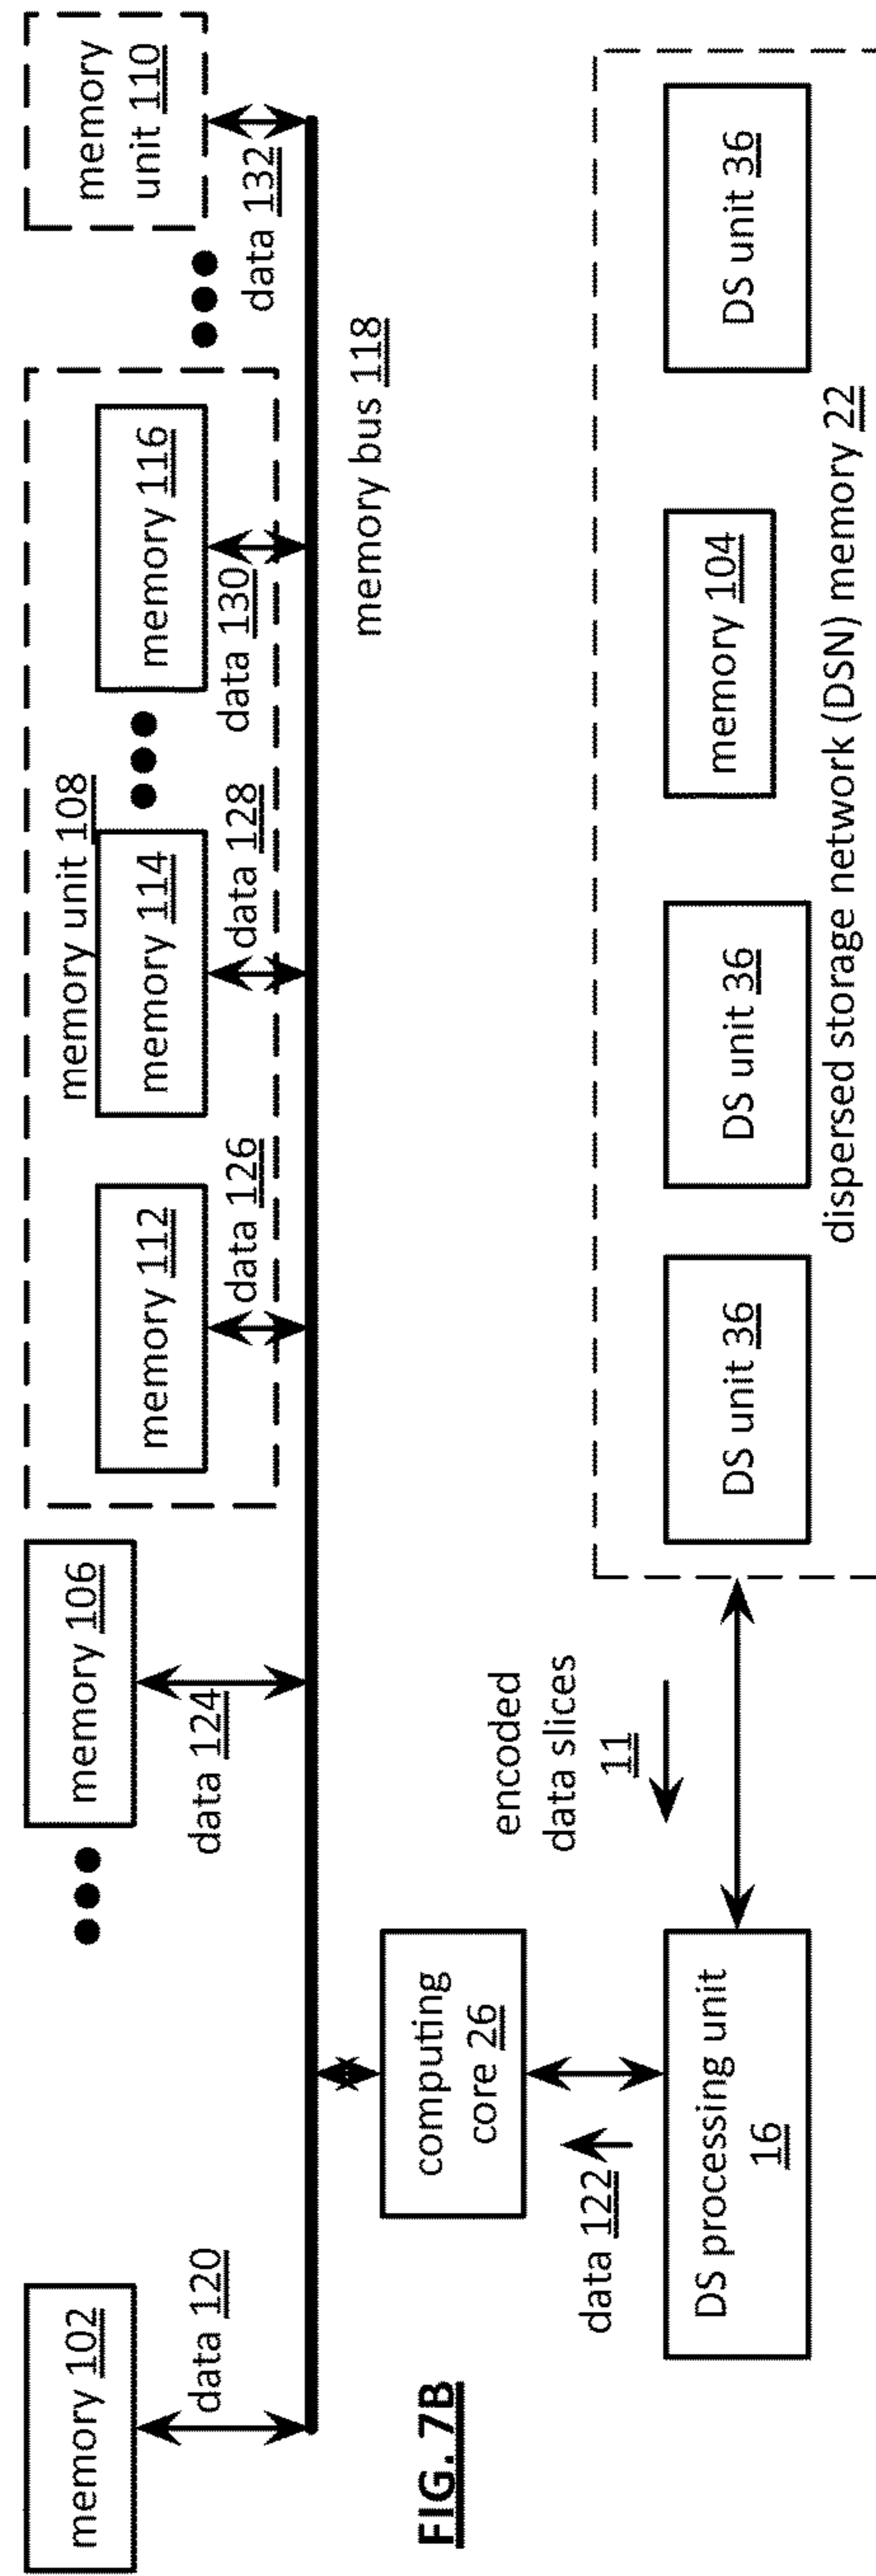 memory 102
data 120
memory 106
data 124
memory unit 108
memory 112
data 126
memory 114
data 128
memory 116
data 130
memory
unit 110
data 132
memory bus 118
computing
core 26
data 122
DS processing unit
16
encoded
data slices
11
DS unit 36
DS unit 36
memory 104
DS unit 36
dispersed storage network (DSN) memory 22
FIG. 7B